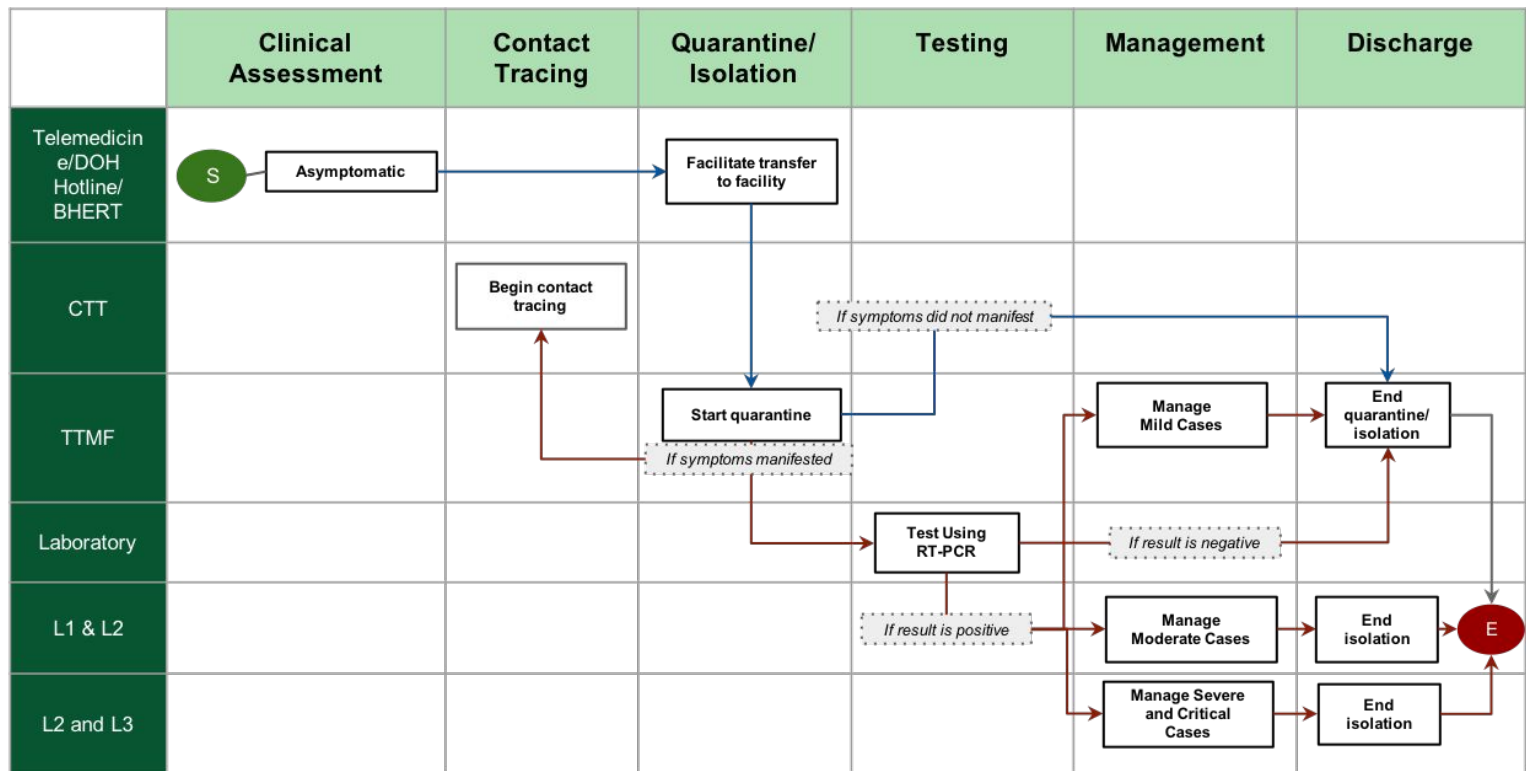 Clinical
Assessment
Contact
Tracing
Quarantine/
Isolation
Testing
Management
Discharge
Telemedicin
e/DOH
Hotline/
BHERT
S
Asymptomatic
Facilitate transfer
to facility
CTT
Begin contact
tracing
If symptoms did not manifest
TTMF
Start quarantine
If symptoms manifested
Manage
Mild Cases
End
quarantine/
isolation
Laboratory
Test Using
RT-PCR
If result is negative
L1 & L2
If result is positive
Manage
Moderate Cases
End
isolation
E
L2 and L3
Manage Severe
and Critical
Cases
End
isolation